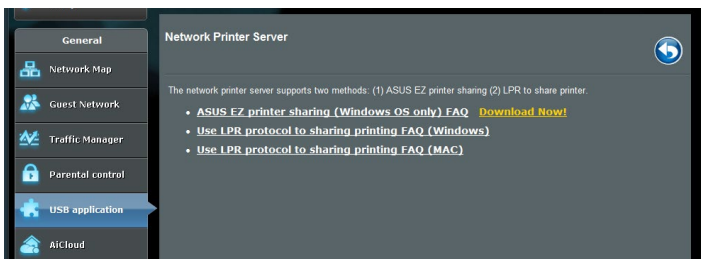 General
Network Map
Guest Network
Traffic Manager
Parental control
USB application
AiCloud
Network Printer Server
The network printer server supports two methods: (1) ASUS EZ printer sharing (2) LPR to share printer.
ASUS EZ printer sharing (Windows OS only) FAQ Download Now!
Use LPR protocol to sharing printing FAQ (Windows)
Use LPR protocol to sharing printing FAQ (MAC)